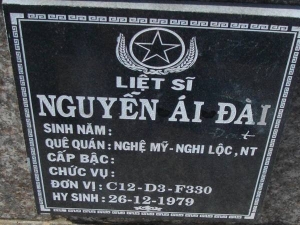 LIỆT SĨ
NGUYỄN ÁI ĐÀI
SINH NĂM :
QUÊ QUÁN : NGHỆ MỸ - NGHI LỘC, NT
CẤP BẬC :
CHỨC VỤ :
ĐƠN VỊ : C12 - D3 - F330
HY SINH : 26-12-1979